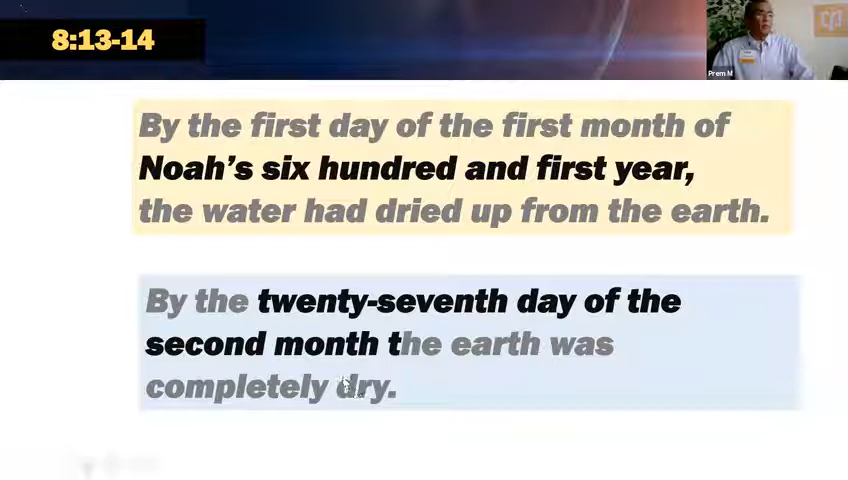 8:13-14
Prem M
By the first day of the first month of
Noah's six hundred and first year,
the water had dried up from the earth.
By the twenty-seventh day of the
second month the earth was
completely dry.